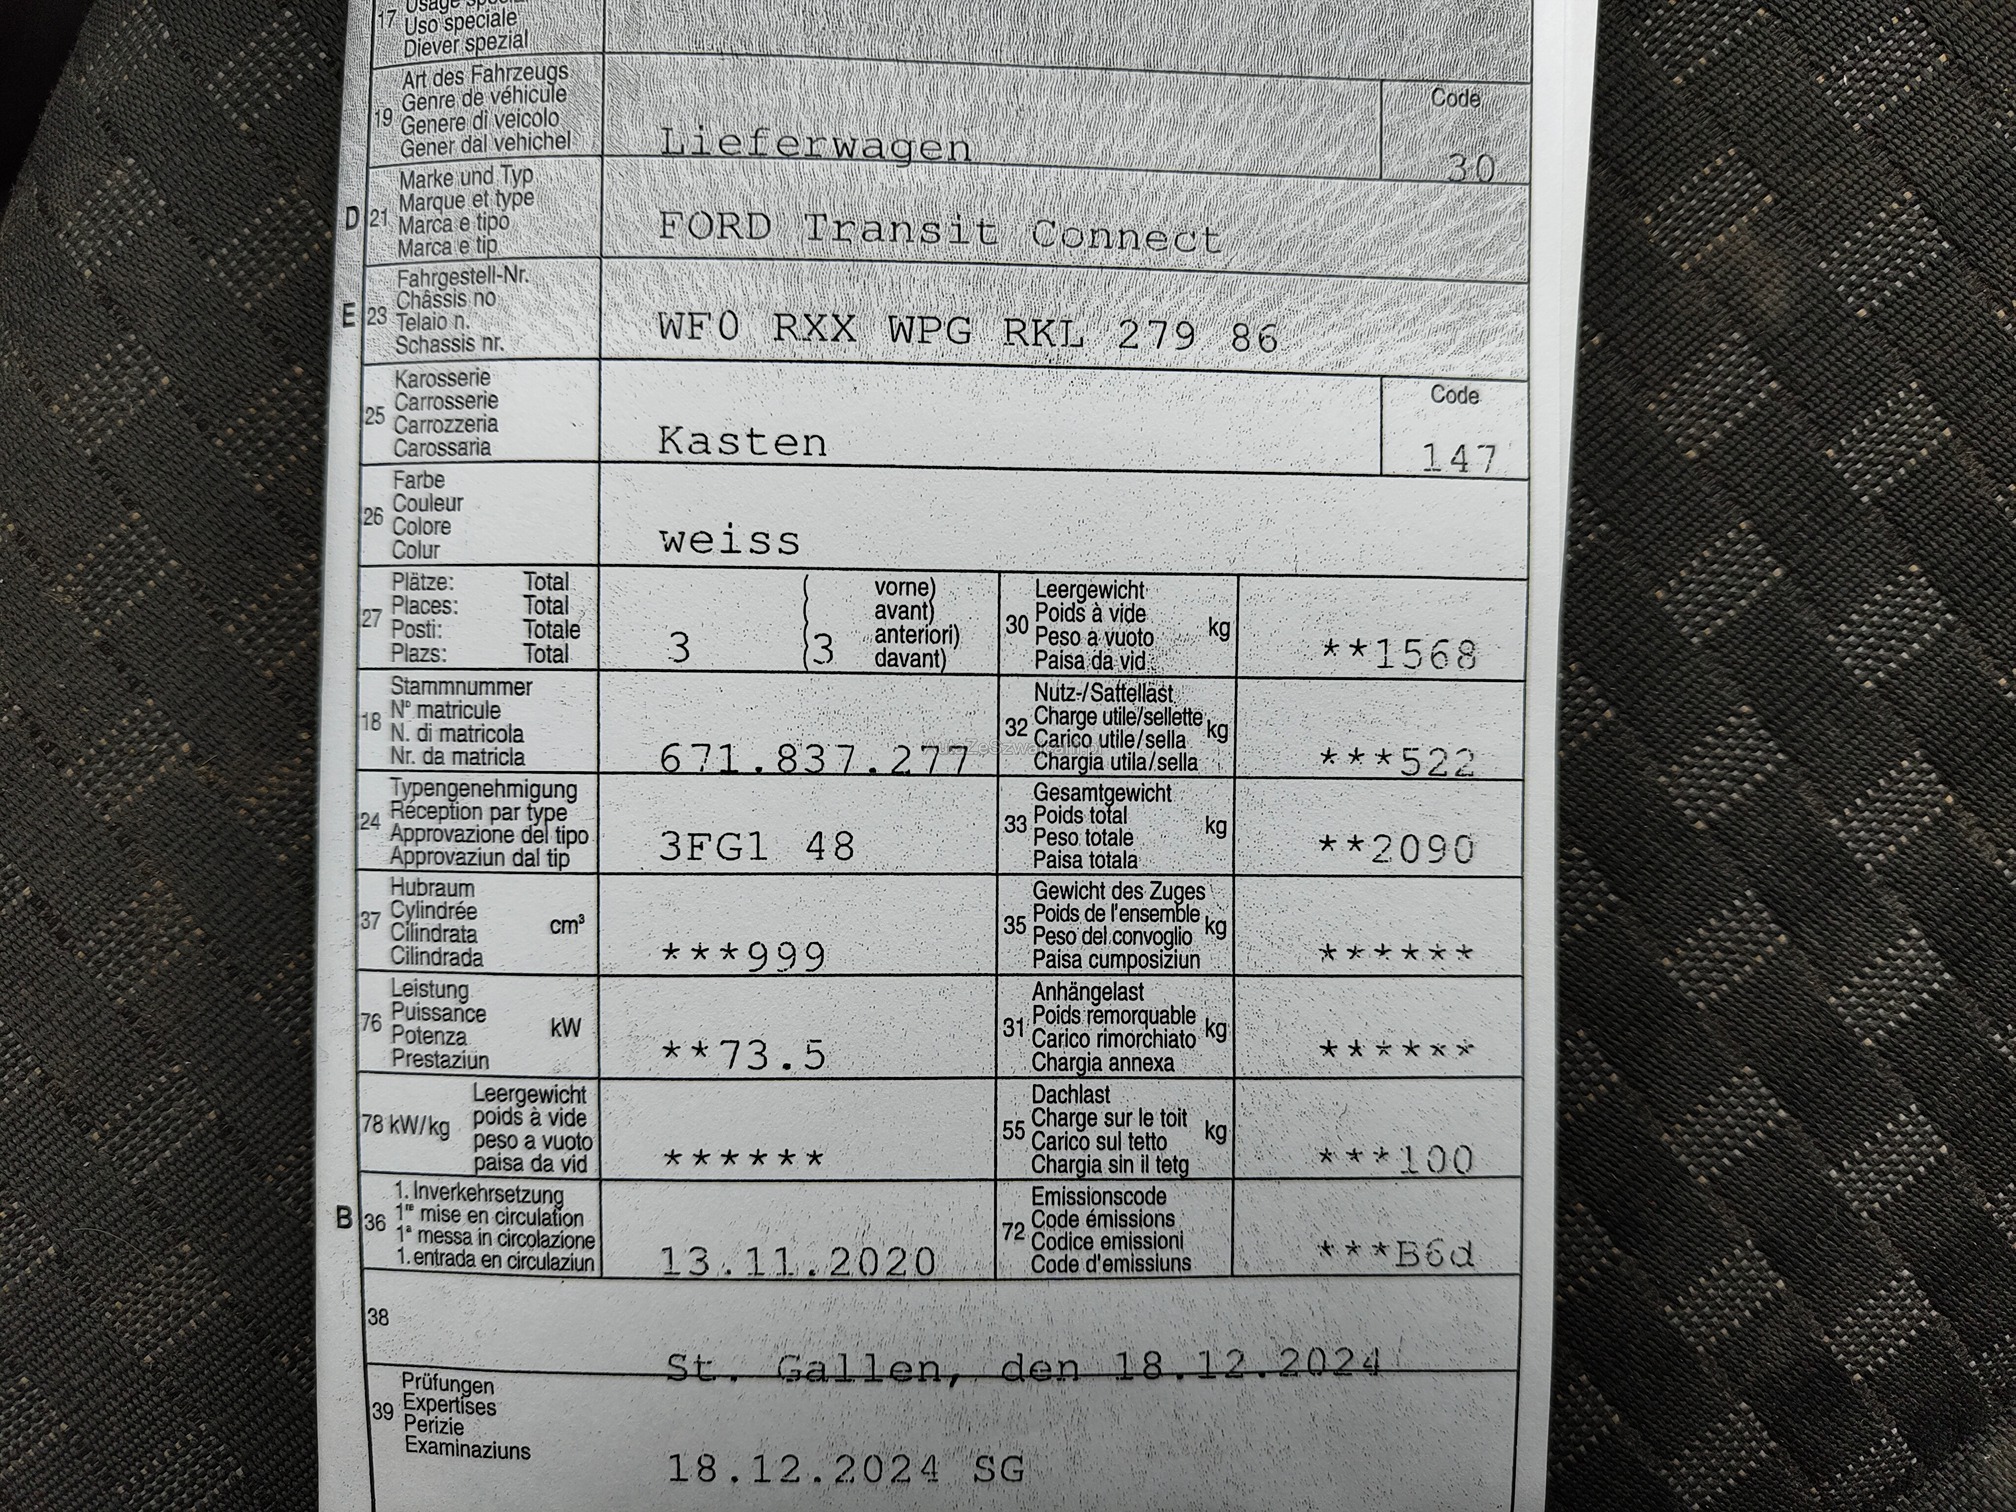 17 Usage
Uso speciale
Diever spezial
19 Art des Fahrzeugs
Genre de véhicule
Genere di veicolo
Gener dal vehichel
Lieferwagen
Code
30
D 21 Marke und Typ
Marque et type
Marca e tipo
Marca e tip
FORD Transit Connect
E 23 Fahrgestell-Nr.
Châssis no
Telaio n.
Schassis nr.
WF0 RXX WPG RKL 279 86
25 Karosserie
Carrosserie
Carrozzeria
Carossaria
Kasten
Code
147
26 Farbe
Couleur
Colore
Colur
weiss
27 Plätze: Total
Places: Total
Posti: Totale
Plazs: Total
3 (3 vorne)
avant)
anteriori)
davant)
30 Leergewicht
Poids à vide
Peso a vuoto
Paisa da vid
kg
**1568
18 Stammnummer
N° matricule
N. di matricola
Nr. da matricla
671.837.277
32 Nutz-/Sattellast
Charge utile/sellette
Carico utile/sella
Chargia utila/sella
kg
***522
24 Typengenehmigung
Réception par type
Approvazione del tipo
Approvaziun dal tip
3FG1 48
33 Gesamtgewicht
Poids total
Peso totale
Paisa totala
kg
**2090
37 Hubraum
Cylindrée
Cilindrata
Cilindrada
cm³
***999
35 Gewicht des Zuges
Poids de l'ensemble
Peso del convoglio
Paisa cumposiziun
kg
******
76 Leistung
Puissance
Potenza
Prestaziun
kW
**73.5
31 Anhängelast
Poids remorquable
Carico rimorchiato
Chargia annexa
kg
******
78 kW/kg Leergewicht
poids à vide
peso a vuoto
paisa da vid
******
55 Dachlast
Charge sur le toit
Carico sul tetto
Chargia sin il tetg
kg
***100
B 36 1. Inverkehrsetzung
1re mise en circulation
1a messa in circolazione
1. entrada en circulaziun
13.11.2020
72 Emissionscode
Code émissions
Codice emissioni
Code d'emissiuns
***B6d
38
St. Gallen, den 18.12.2024
39 Prüfungen
Expertises
Perizie
Examinaziuns
18.12.2024 SG